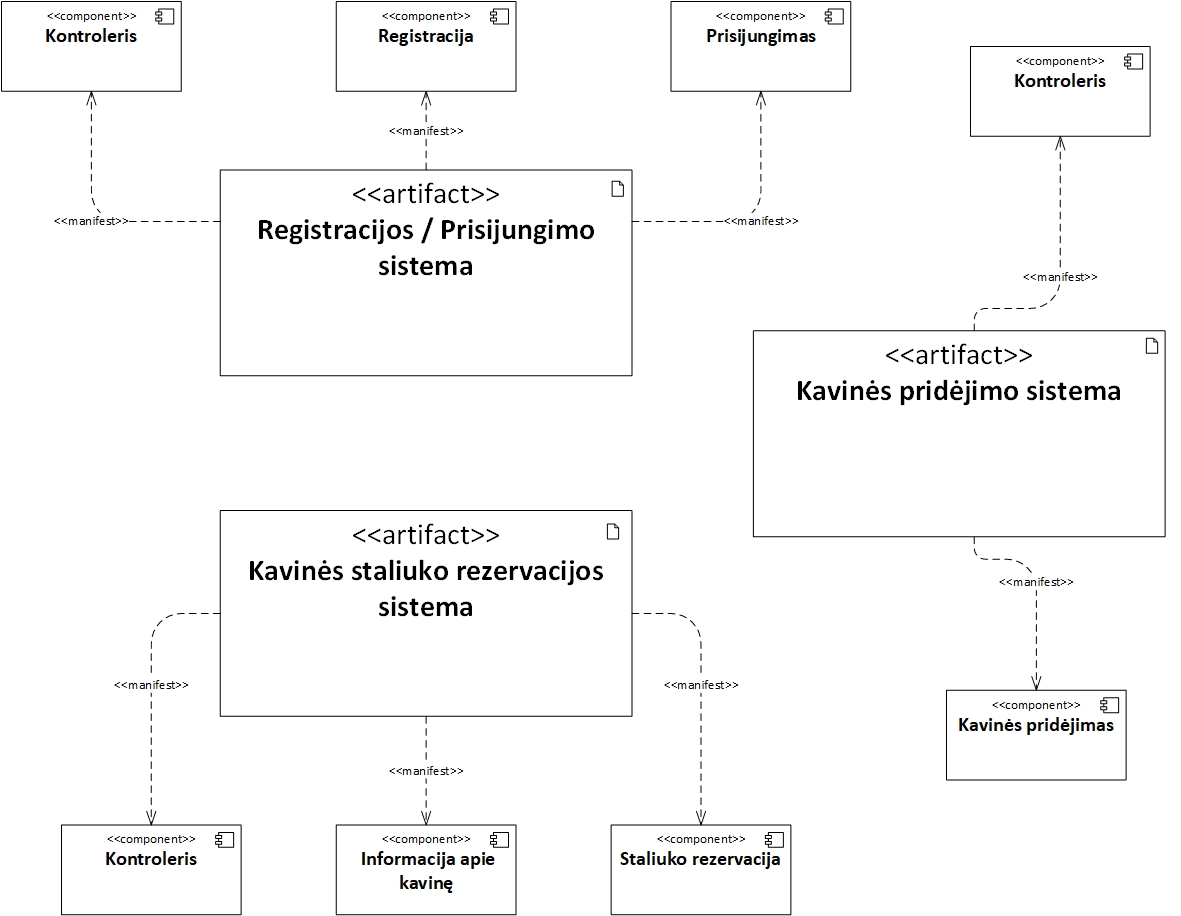 <<component>>
Kontroleris
<<component>>
Registracija
<<component>>
Prisijungimas
<<component>>
Kontroleris
<<manifest>>
<<manifest>>
<<manifest>>
<<artifact>>
Registracijos / Prisijungimo
sistema
<<manifest>>
<<artifact>>
Kavinės pridėjimo sistema
<<artifact>>
Kavinės staliuko rezervacijos
sistema
<<manifest>>
<<manifest>>
<<manifest>>
<<manifest>>
<<component>>
Kavinės pridėjimas
<<component>>
Kontroleris
<<component>>
Informacija apie
kavinę
<<component>>
Staliuko rezervacija